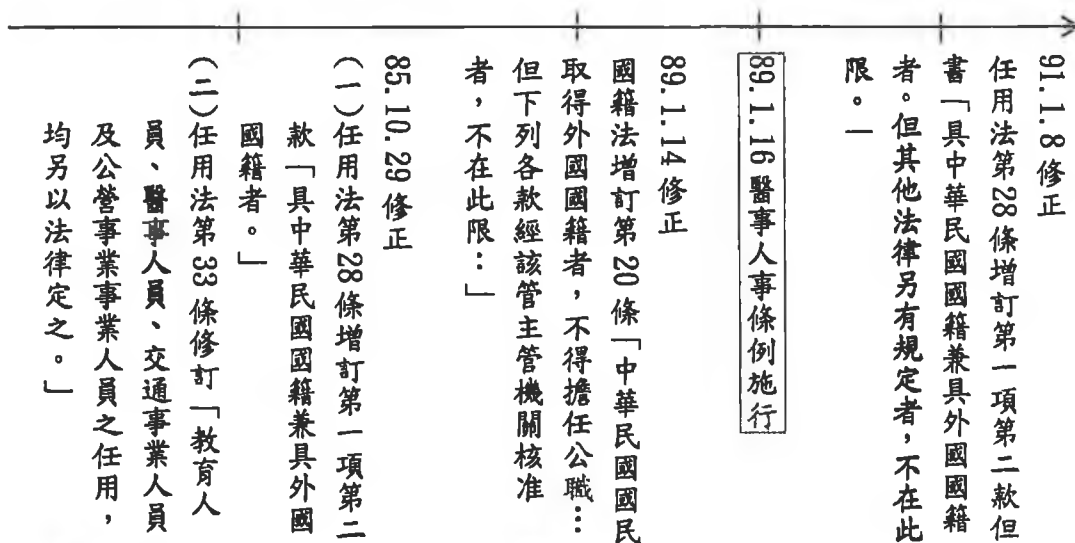 91. 1. 8 修正
任用法第 28 條增訂第一項第二款但
書「具中華民國國籍兼具外國國籍
者。但其他法律另有規定者，不在此
限。」
89. 1. 16 醫事人事條例施行
89. 1. 14 修正
國籍法增訂第 20 條「中華民國國民
取得外國國籍者，不得擔任公職…
但下列各款經該管主管機關核准
者，不在此限：」
85. 10. 29 修正
(一)任用法第 28 條增訂第一項第二
款「具中華民國國籍兼具外國
國籍者。」
(二)任用法第 33 條修訂「教育人
員、醫事人員、交通事業人員
及公營事業事業人員之任用，
均另以法律定之。」